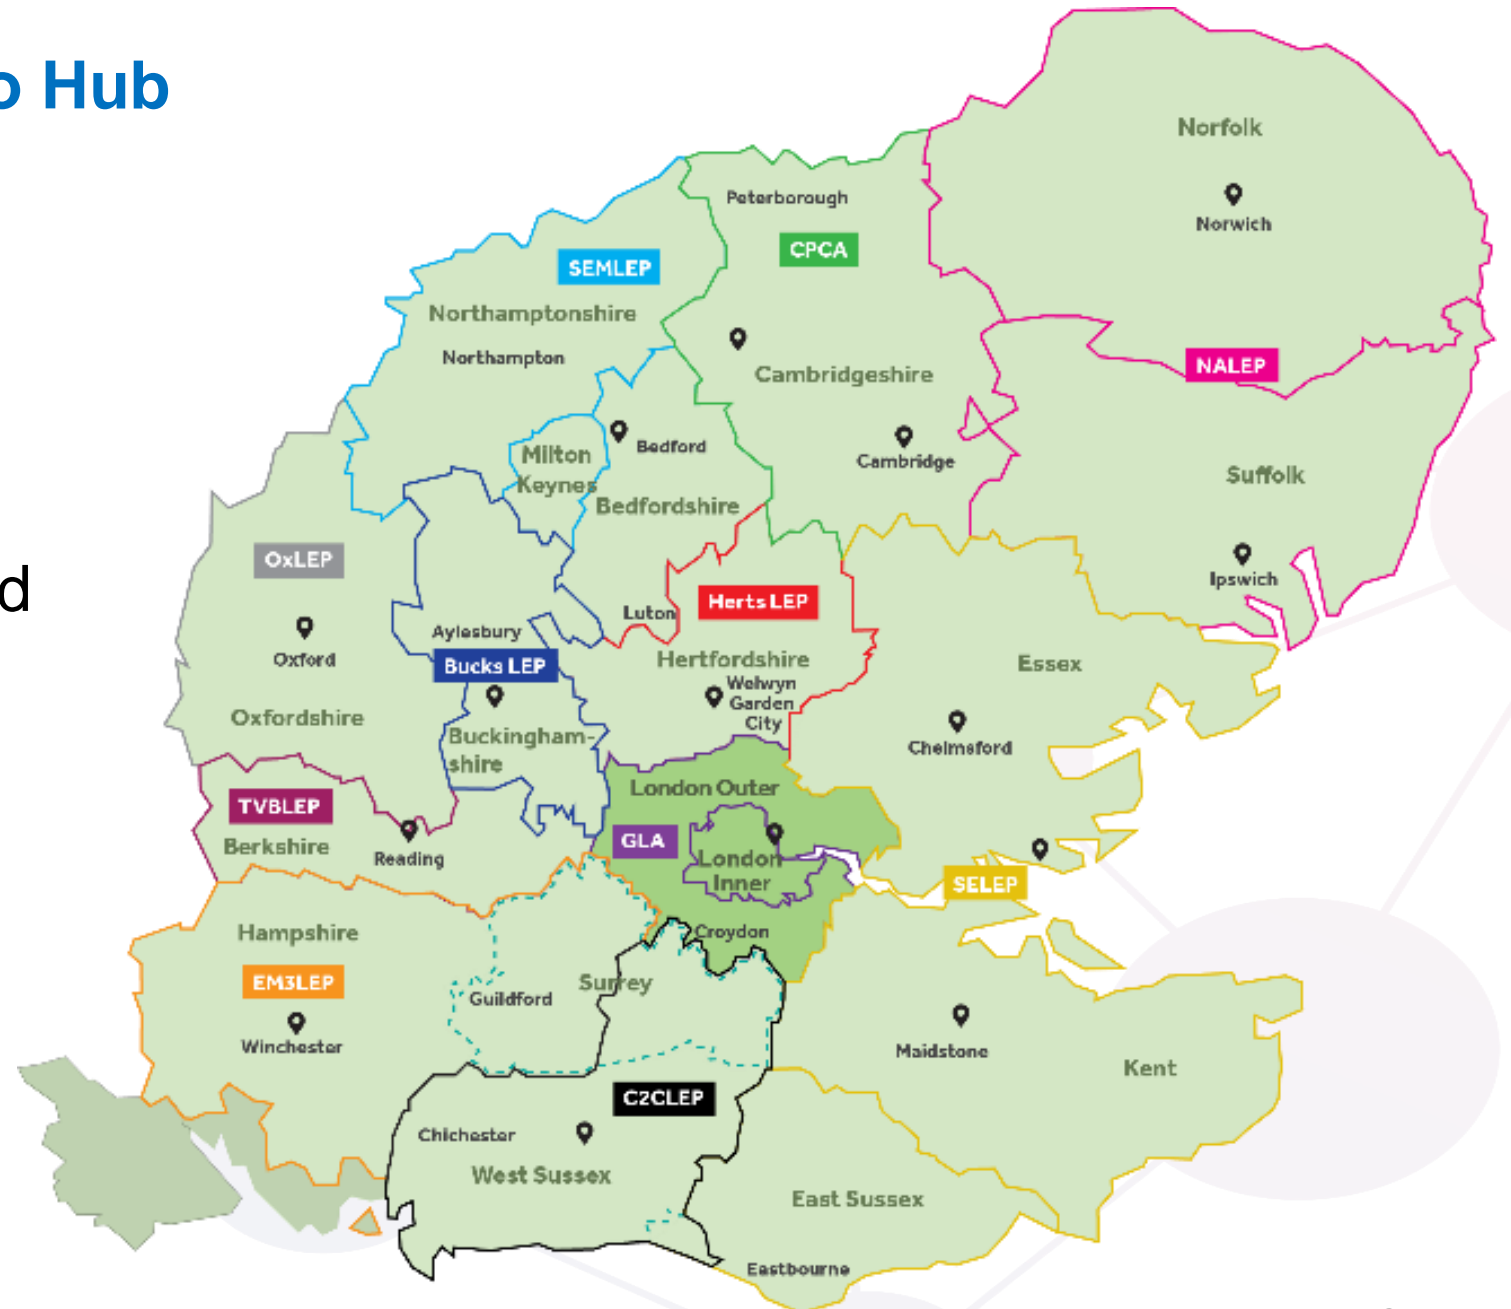 o Hub
Norfolk
Norwich
Peterborough
CPCA
SEMLEP
Northamptonshire
Northampton
NALEP
Cambridgeshire
Milton
Keynes
Bedford
Cambridge
Suffolk
Bedfordshire
OxLEP
Ipswich
d
Herts LEP
Luton
Aylesbury
Oxford
Bucks LEP
Hertfordshire
Essex
Welwyn
Garden
City
Oxfordshire
Buckingham-
shire
Chelmsford
London Outer
TVBLEP
Berkshire
Reading
GLA
London
Inner
SELEP
Hampshire
Croydon
EM3LEP
Guildford
Surrey
Winchester
Maidstone
Kent
C2CLEP
Chichester
West Sussex
East Sussex
Eastbourne